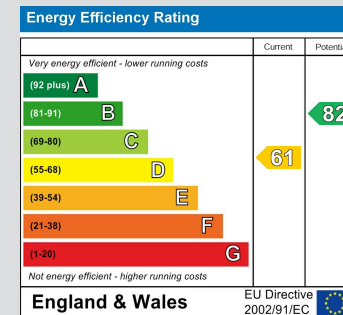 Energy Efficiency Rating
Current
Very energy efficient - lower running costs
(92 plus) A
(81-91) B
82
(69-80) C
61
(55-68) D
(39-54) E
(21-38) F
(1-20) G
Not energy efficient - higher running costs
England & Wales
EU Directive
2002/91/EC